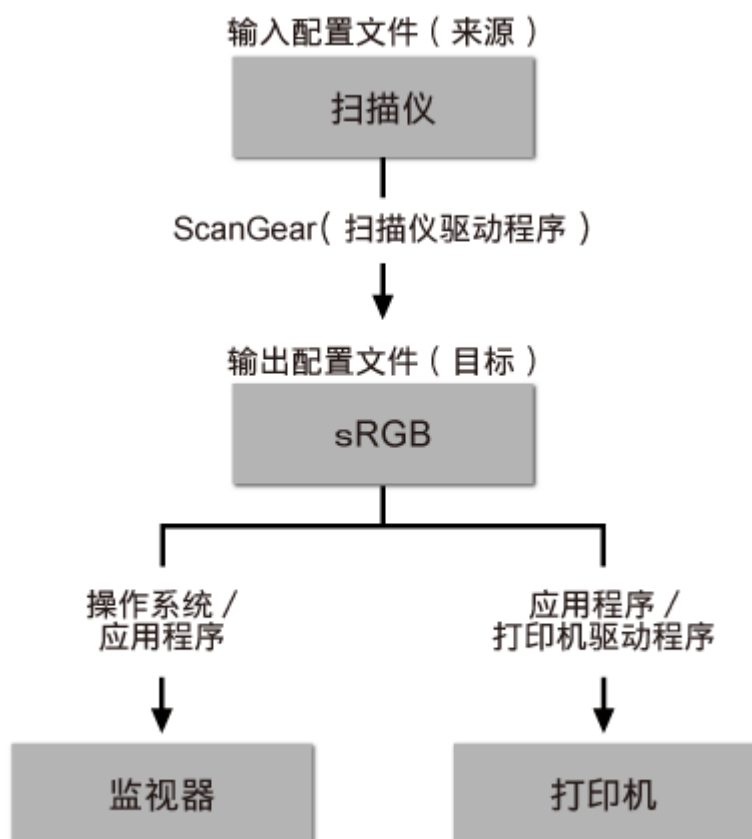 输入配置文件（来源）
扫描仪
ScanGear（扫描仪驱动程序）
输出配置文件（目标）
sRGB
操作系统 /
应用程序
应用程序 /
打印机驱动程序
监视器
打印机